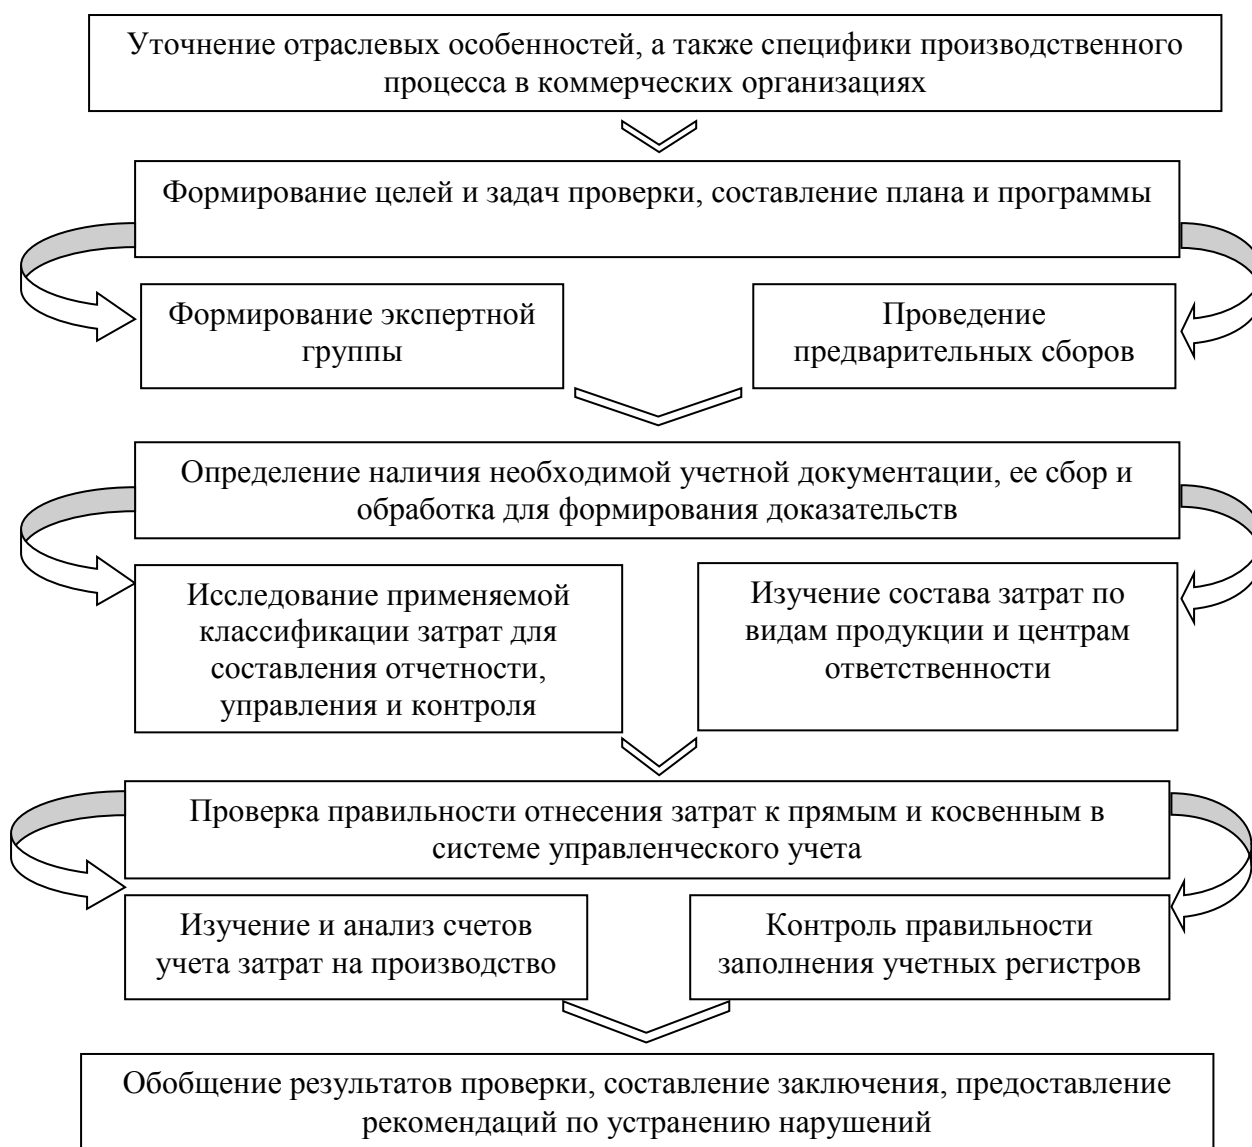 Уточнение отраслевых особенностей, а также специфики производственного
процесса в коммерческих организациях
Формирование целей и задач проверки, составление плана и программы
Формирование экспертной
группы
Проведение
предварительных сборов
Определение наличия необходимой учетной документации, ее сбор и
обработка для формирования доказательств
Исследование применяемой
классификации затрат для
составления отчетности,
управления и контроля
Изучение состава затрат по
видам продукции и центрам
ответственности
Проверка правильности отнесения затрат к прямым и косвенным в
системе управленческого учета
Изучение и анализ счетов
учета затрат на производство
Контроль правильности
заполнения учетных регистров
Обобщение результатов проверки, составление заключения, предоставление
рекомендаций по устранению нарушений